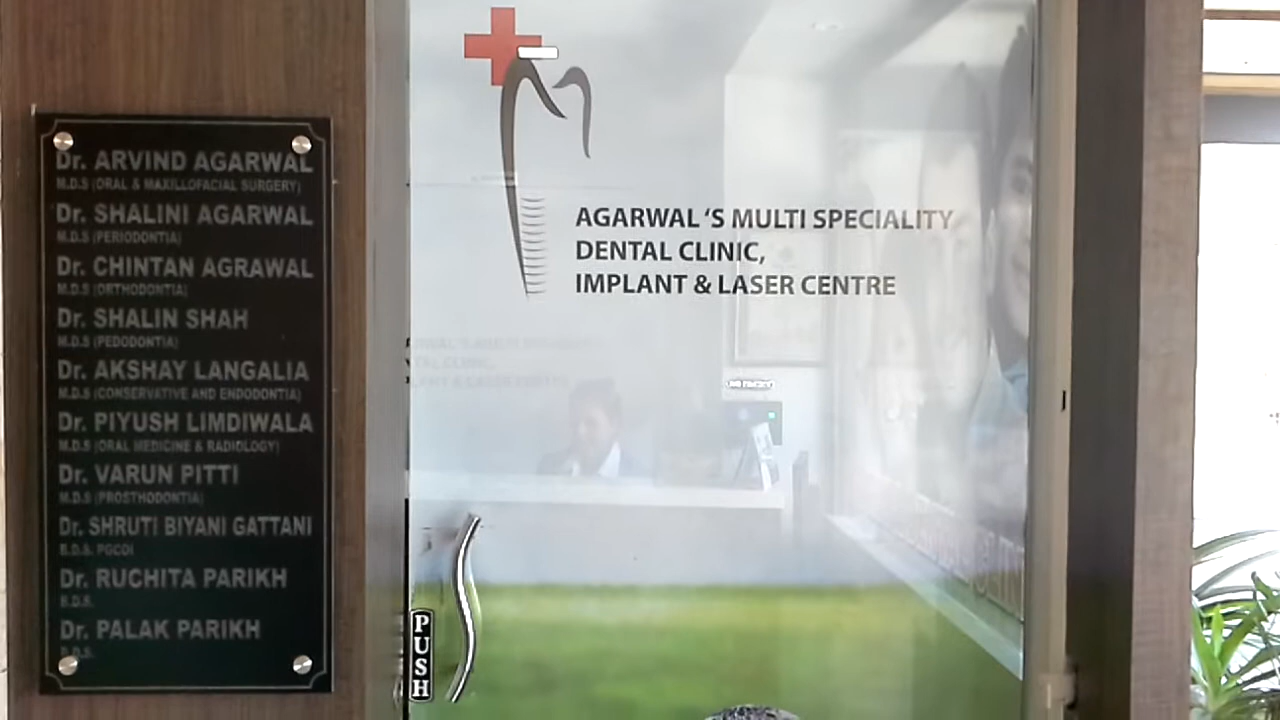 Dr. ARVIND AGARWAL
M.D.S (ORAL & MAXILLOFACIAL SURGERY)
Dr. SHALINI AGARWAL
M.D.S (PERIODONTIA)
Dr. CHINTAN AGRAWAL
M.D.S (ORTHODONTIA)
Dr. SHALIN SHAH
M.D.S (PEDODONTIA)
Dr. AKSHAY LANGALIA
M.D.S (CONSERVATIVE AND ENDODONTIA)
Dr. PIYUSH LIMDIWALA
M.D.S (ORAL MEDICINE & RADIOLOGY)
Dr. VARUN PITTI
M.D.S (PROSTHODONTIA)
Dr. SHRUTI BIYANI GATTANI
B.D.S. PGCOI
Dr. RUCHITA PARIKH
B.D.S.
Dr. PALAK PARIKH
B.D.S.
AGARWAL 'S MULTI SPECIALITY
DENTAL CLINIC,
IMPLANT & LASER CENTRE
PUSH